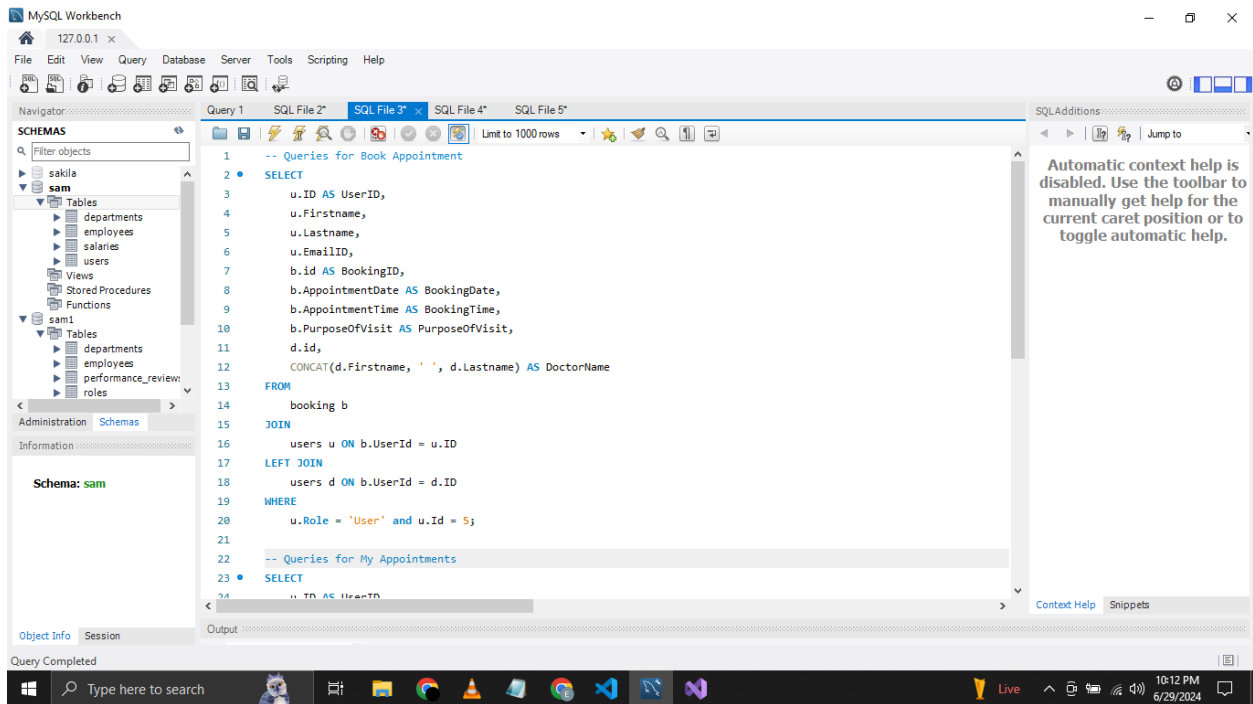 MySQL Workbench
127.0.0.1
File Edit View Query Database Server Tools Scripting Help
Navigator
SCHEMAS
Filter objects
sakila
sam
Tables
departments
employees
salaries
users
Views
Stored Procedures
Functions
sam1
Tables
departments
employees
performance_review
roles
Administration Schemas
Information
Schema: sam
Object Info Session
Query 1 SQL File 2* SQL File 3* SQL File 4* SQL File 5*
Limit to 1000 rows
1 -- Queries for Book Appointment
2 SELECT
3 u.ID AS UserID,
4 u.Firstname,
5 u.Lastname,
6 u.EmailID,
7 b.id AS BookingID,
8 b.AppointmentDate AS BookingDate,
9 b.AppointmentTime AS BookingTime,
10 b.PurposeOfVisit AS PurposeOfVisit,
11 d.id,
12 CONCAT(d.Firstname, ' ', d.Lastname) AS DoctorName
13 FROM
14 booking b
15 JOIN
16 users u ON b.UserId = u.ID
17 LEFT JOIN
18 users d ON b.UserId = d.ID
19 WHERE
20 u.Role = 'User' and u.Id = 5;
21
22 -- Queries for My Appointments
23 SELECT
24 u.ID AS UserID
Output
SQLAdditions
Jump to
Automatic context help is
disabled. Use the toolbar to
manually get help for the
current caret position or to
toggle automatic help.
Context Help Snippets
Query Completed
Type here to search
Live
10:12 PM
6/29/2024